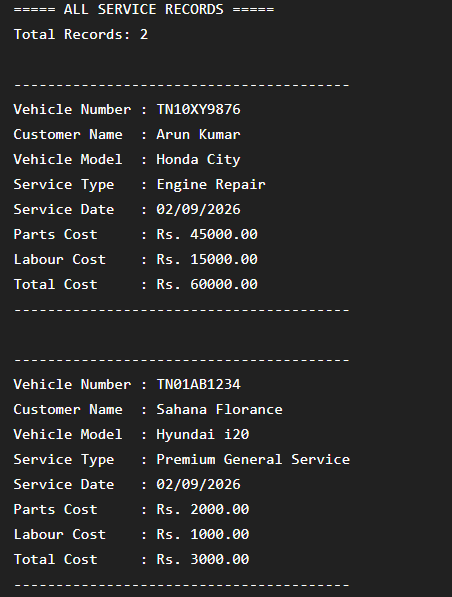 ===== ALL SERVICE RECORDS =====
Total Records: 2
----------------------------------------
Vehicle Number : TN10XY9876
Customer Name  : Arun Kumar
Vehicle Model  : Honda City
Service Type   : Engine Repair
Service Date   : 02/09/2026
Parts Cost     : Rs. 45000.00
Labour Cost    : Rs. 15000.00
Total Cost     : Rs. 60000.00
----------------------------------------
----------------------------------------
Vehicle Number : TN01AB1234
Customer Name  : Sahana Florance
Vehicle Model  : Hyundai i20
Service Type   : Premium General Service
Service Date   : 02/09/2026
Parts Cost     : Rs. 2000.00
Labour Cost    : Rs. 1000.00
Total Cost     : Rs. 3000.00
----------------------------------------